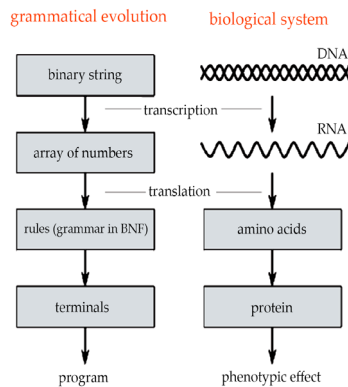 grammatical evolution
biological system
DNA
binary string
transcription
RNA
array of numbers
translation
rules (grammar in BNF)
amino acids
terminals
protein
program
phenotypic effect